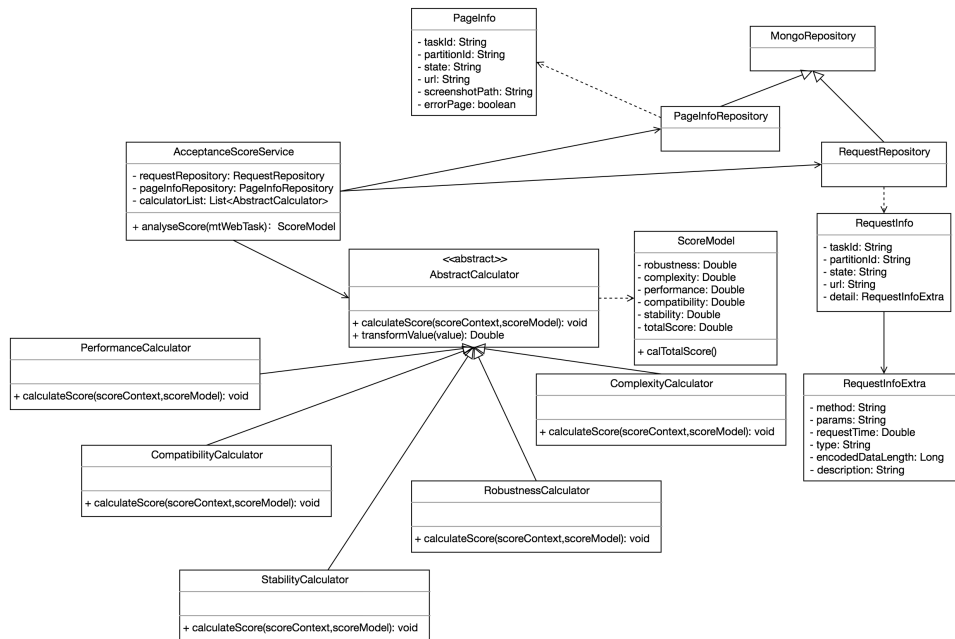 PageInfo
- taskId: String
- partitionId: String
- state: String
- url: String
- screenshotPath: String
- errorPage: boolean
MongoRepository
PageInfoRepository
AcceptanceScoreService
- requestRepository: RequestRepository
- pageInfoRepository: PageInfoRepository
- calculatorList: List<AbstractCalculator>
+ analyseScore(mtWebTask)：ScoreModel
RequestRepository
RequestInfo
- taskId: String
- partitionId: String
- state: String
- url: String
- detail: RequestInfoExtra
<<abstract>>
AbstractCalculator
+ calculateScore(scoreContext,scoreModel): void
+ transformValue(value): Double
ScoreModel
- robustness: Double
- complexity: Double
- performance: Double
- compatibility: Double
- stability: Double
- totalScore: Double
+ calTotalScore()
PerformanceCalculator
+ calculateScore(scoreContext,scoreModel): void
ComplexityCalculator
+ calculateScore(scoreContext,scoreModel): void
RequestInfoExtra
- method: String
- params: String
- requestTime: Double
- type: String
- encodedDataLength: Long
- description: String
CompatibilityCalculator
+ calculateScore(scoreContext,scoreModel): void
RobustnessCalculator
+ calculateScore(scoreContext,scoreModel): void
StabilityCalculator
+ calculateScore(scoreContext,scoreModel): void